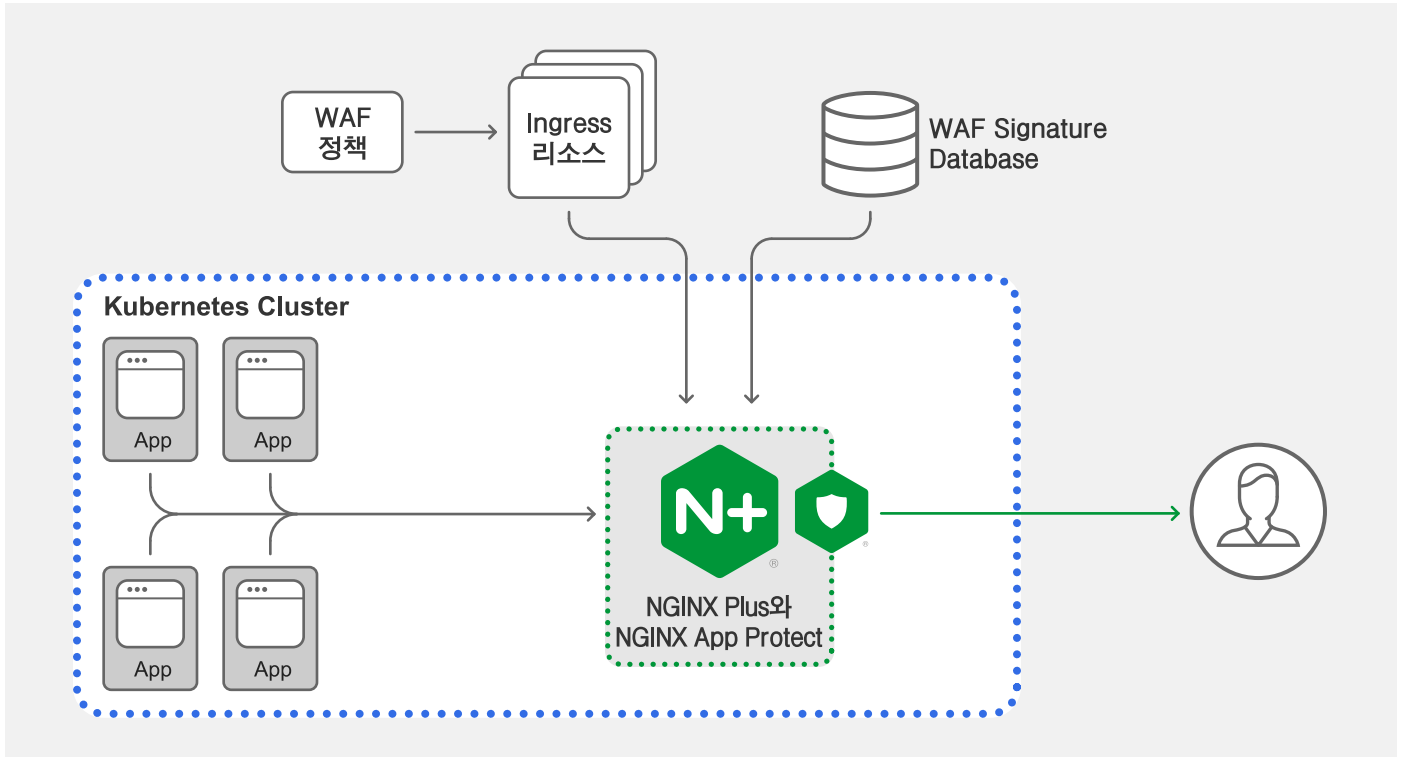 WAF
정책
Ingress
리소스
WAF Signature
Database
Kubernetes Cluster
App
App
App
App
N+
®
®
NGINX Plus와
NGINX App Protect